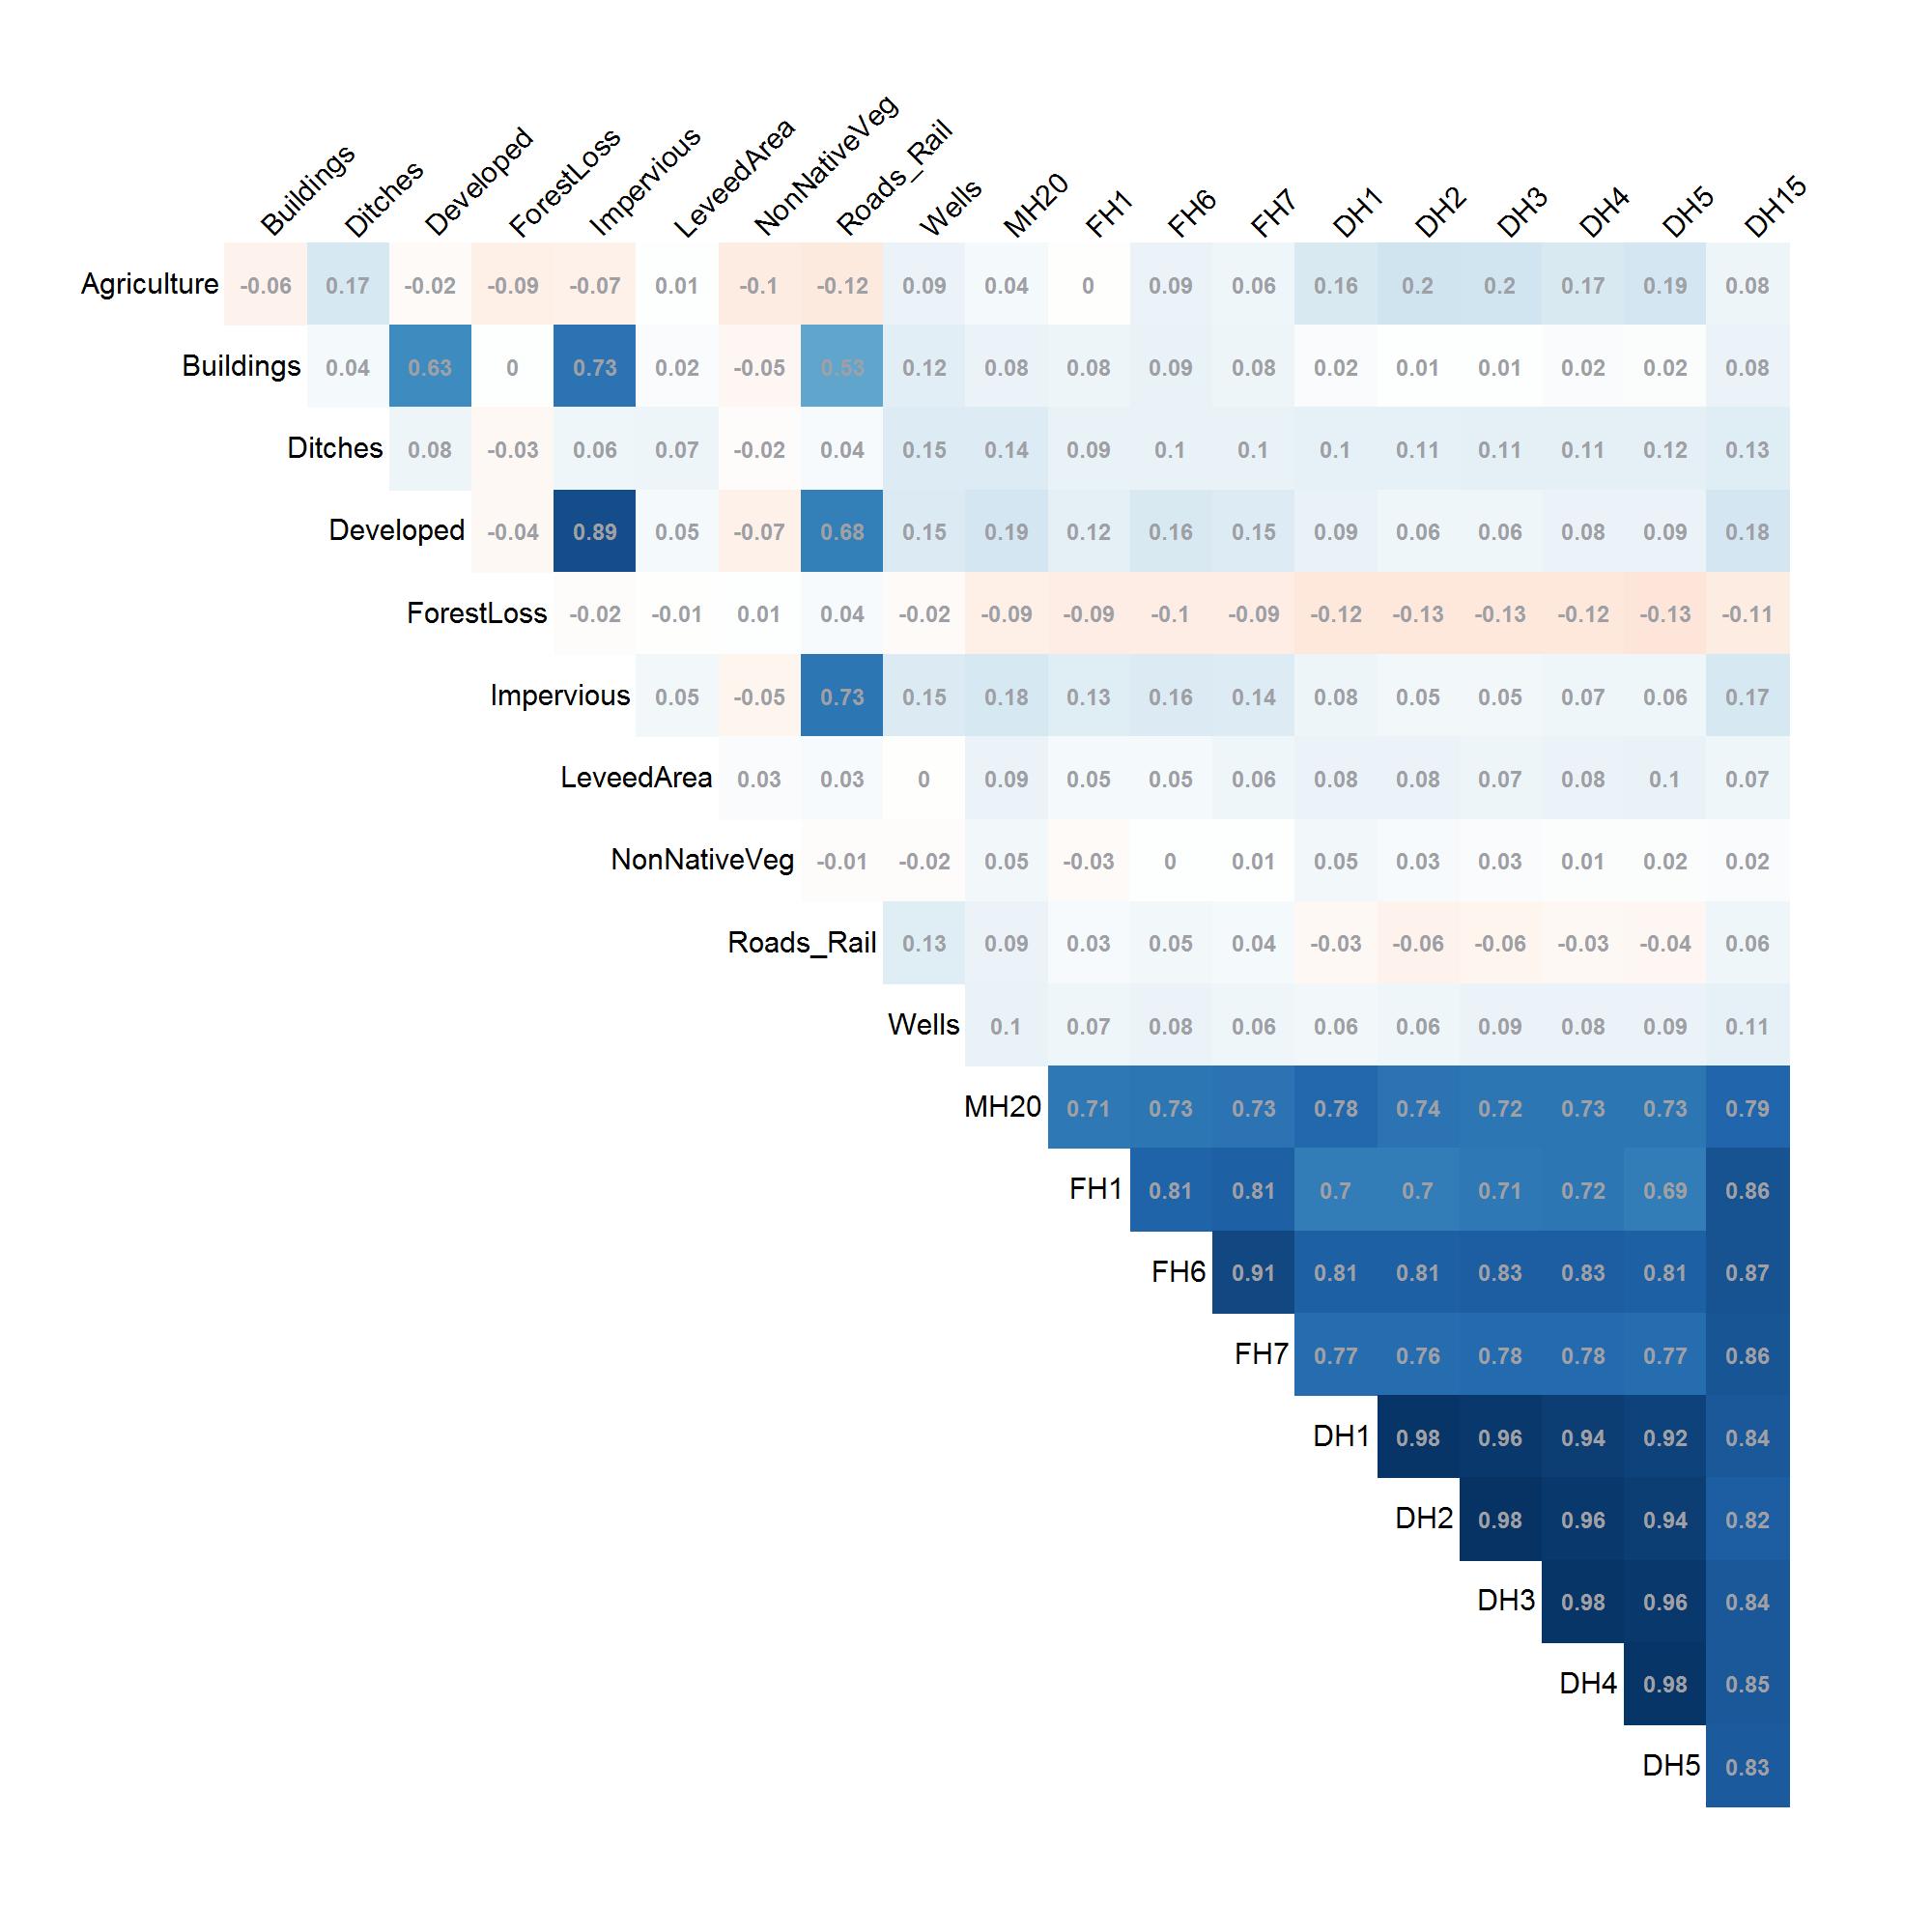 Buildings Ditches Developed ForestLoss Impervious LeveedArea NonNativeVeg Roads_Rail Wells MH20 FH1 FH6 FH7 DH1 DH2 DH3 DH4 DH5 DH15
Agriculture -0.06 0.17 -0.02 -0.09 -0.07 0.01 -0.1 -0.12 0.09 0.04 0 0.09 0.06 0.16 0.2 0.2 0.17 0.19 0.08
Buildings 0.04 0.63 0 0.73 0.02 -0.05 0.53 0.12 0.08 0.08 0.09 0.08 0.02 0.01 0.01 0.02 0.02 0.08
Ditches 0.08 -0.03 0.06 0.07 -0.02 0.04 0.15 0.14 0.09 0.1 0.1 0.1 0.11 0.11 0.11 0.12 0.13
Developed -0.04 0.89 0.05 -0.07 0.68 0.15 0.19 0.12 0.16 0.15 0.09 0.06 0.06 0.08 0.09 0.18
ForestLoss -0.02 -0.01 0.01 0.04 -0.02 -0.09 -0.09 -0.1 -0.09 -0.12 -0.13 -0.13 -0.12 -0.13 -0.11
Impervious 0.05 -0.05 0.73 0.15 0.18 0.13 0.16 0.14 0.08 0.05 0.05 0.07 0.06 0.17
LeveedArea 0.03 0.03 0 0.09 0.05 0.05 0.06 0.08 0.08 0.07 0.08 0.1 0.07
NonNativeVeg -0.01 -0.02 0.05 -0.03 0 0.01 0.05 0.03 0.03 0.01 0.02 0.02
Roads_Rail 0.13 0.09 0.03 0.05 0.04 -0.03 -0.06 -0.06 -0.03 -0.04 0.06
Wells 0.1 0.07 0.08 0.06 0.06 0.06 0.09 0.08 0.09 0.11
MH20 0.71 0.73 0.73 0.78 0.74 0.72 0.73 0.73 0.79
FH1 0.81 0.81 0.7 0.7 0.71 0.72 0.69 0.86
FH6 0.91 0.81 0.81 0.83 0.83 0.81 0.87
FH7 0.77 0.76 0.78 0.78 0.77 0.86
DH1 0.98 0.96 0.94 0.92 0.84
DH2 0.98 0.96 0.94 0.82
DH3 0.98 0.96 0.84
DH4 0.98 0.85
DH5 0.83